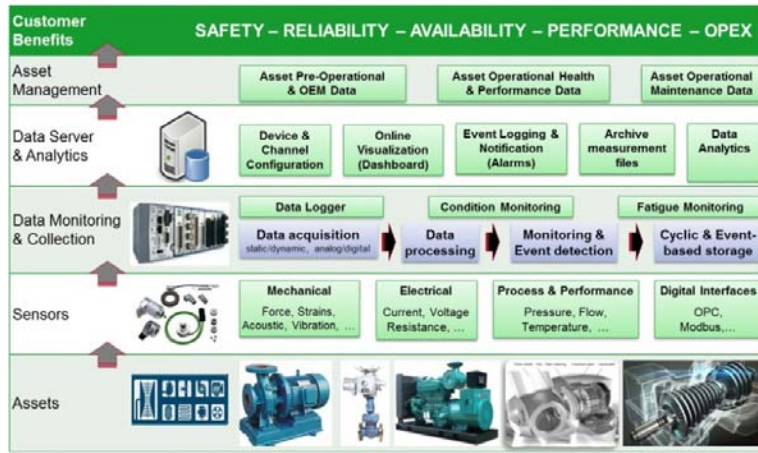 Customer
Benefits
SAFETY – RELIABILITY – AVAILABILITY – PERFORMANCE – OPEX
Asset
Management
Asset Pre-Operational
& OEM Data
Asset Operational Health
& Performance Data
Asset Operational
Maintenance Data
Data Server
& Analytics
Device &
Channel
Configuration
Online
Visualization
(Dashboard)
Event Logging &
Notification
(Alarms)
Archive
measurement
files
Data
Analytics
Data Monitoring
& Collection
Data Logger
Condition Monitoring
Fatigue Monitoring
Data acquisition
static/dynamic, analog/digital
Data
processing
Monitoring &
Event detection
Cyclic & Event-
based storage
Sensors
Mechanical
Force, Strains,
Acoustic, Vibration, …
Electrical
Current, Voltage
Resistance, …
Process & Performance
Pressure, Flow,
Temperature, …
Digital Interfaces
OPC,
Modbus,…
Assets